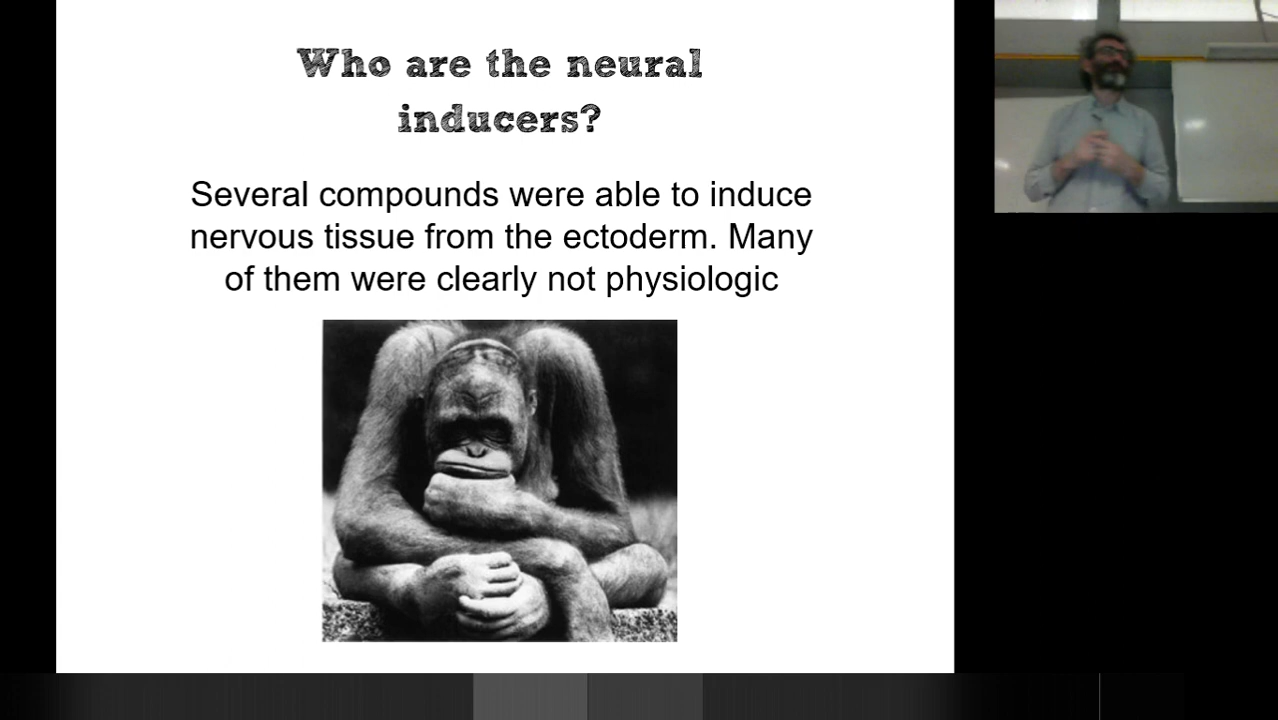 Who are the neural
inducers?
Several compounds were able to induce
nervous tissue from the ectoderm. Many
of them were clearly not physiologic